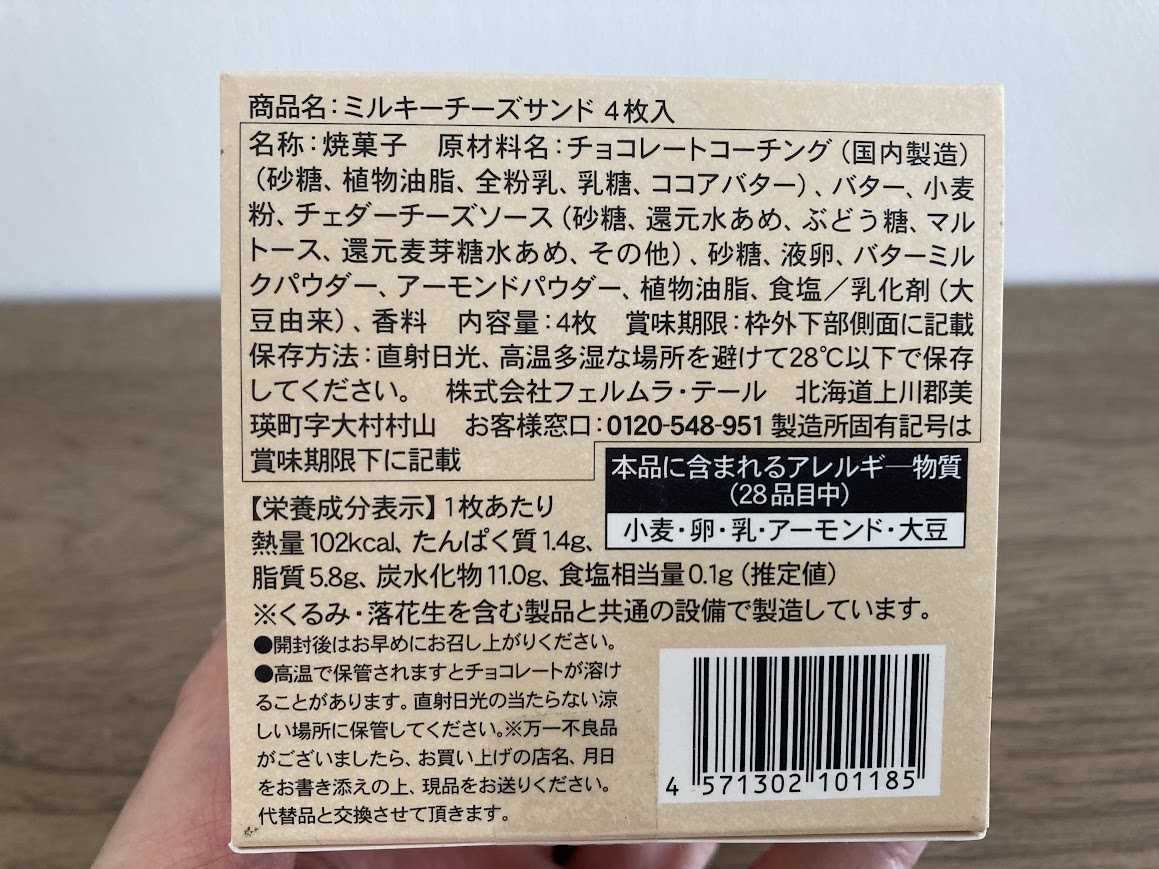 商品名：ミルキーチーズサンド 4枚入
名称：焼菓子　原材料名：チョコレートコーチング（国内製造）
（砂糖、植物油脂、全粉乳、乳糖、ココアバター）、バター、小麦
粉、チェダーチーズソース（砂糖、還元水あめ、ぶどう糖、マル
トース、還元麦芽糖水あめ、その他）、砂糖、液卵、バターミル
クパウダー、アーモンドパウダー、植物油脂、食塩／乳化剤（大
豆由来）、香料　内容量：4枚　賞味期限：枠外下部側面に記載
保存方法：直射日光、高温多湿な場所を避けて28℃以下で保存
してください。　株式会社フェルムラ・テール　北海道上川郡美
瑛町字大村村山　お客様窓口：0120-548-951 製造所固有記号は
賞味期限下に記載
本品に含まれるアレルギー物質
（28品目中）
小麦・卵・乳・アーモンド・大豆
【栄養成分表示】1枚あたり
熱量102kcal、たんぱく質1.4g、
脂質5.8g、炭水化物11.0g、食塩相当量0.1g（推定値）
※くるみ・落花生を含む製品と共通の設備で製造しています。
●開封後はお早めにお召し上がりください。
●高温で保管されますとチョコレートが溶け
ることがあります。直射日光の当たらない涼
しい場所に保管してください。※万一不良品
がございましたら、お買い上げの店名、月日
をお書き添えの上、現品をお送りください。
代替品と交換させて頂きます。
4 571302 101185